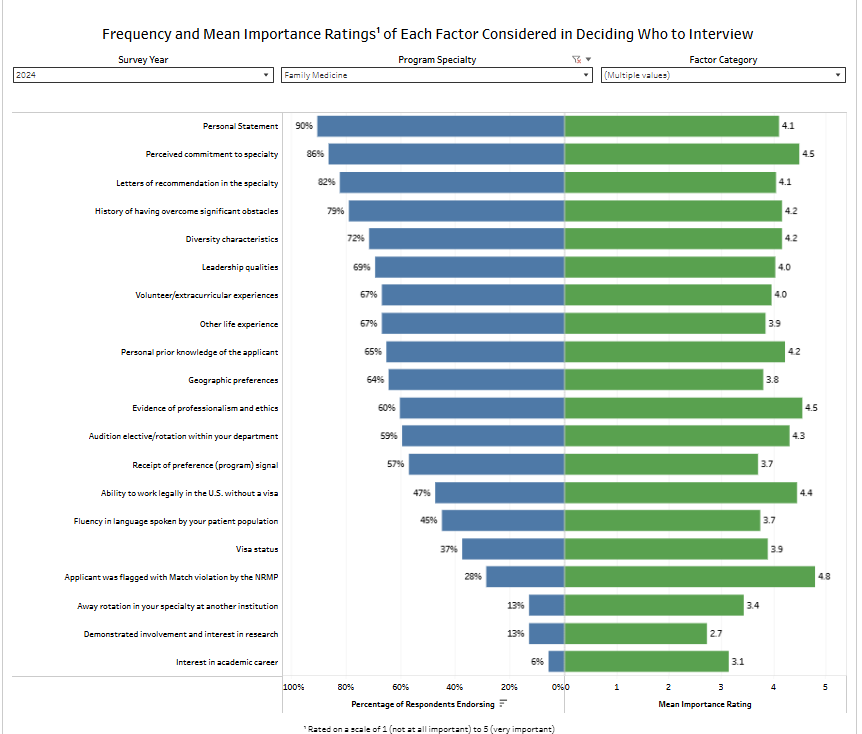 Frequency and Mean Importance Ratings¹ of Each Factor Considered in Deciding Who to Interview
Survey Year Program Specialty Factor Category
2024 Family Medicine (Multiple values)
Personal Statement 90% 4.1
Perceived commitment to specialty 86% 4.5
Letters of recommendation in the specialty 82% 4.1
History of having overcome significant obstacles 79% 4.2
Diversity characteristics 72% 4.2
Leadership qualities 69% 4.0
Volunteer/extracurricular experiences 67% 4.0
Other life experience 67% 3.9
Personal prior knowledge of the applicant 65% 4.2
Geographic preferences 64% 3.8
Evidence of professionalism and ethics 60% 4.5
Audition elective/rotation within your department 59% 4.3
Receipt of preference (program) signal 57% 3.7
Ability to work legally in the U.S. without a visa 47% 4.4
Fluency in language spoken by your patient population 45% 3.7
Visa status 37% 3.9
Applicant was flagged with Match violation by the NRMP 28% 4.8
Away rotation in your specialty at another institution 13% 3.4
Demonstrated involvement and interest in research 13% 2.7
Interest in academic career 6% 3.1
100% 80% 60% 40% 20% 0% 0 1 2 3 4 5
Percentage of Respondents Endorsing Mean Importance Rating
¹ Rated on a scale of 1 (not at all important) to 5 (very important)